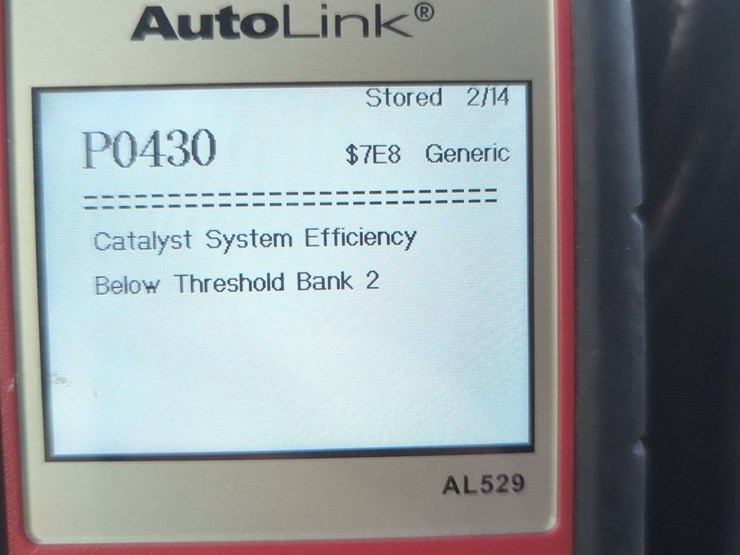 AutoLink®
Stored 2/14
P0430 $7E8 Generic
==========================
Catalyst System Efficiency
Below Threshold Bank 2
AL529